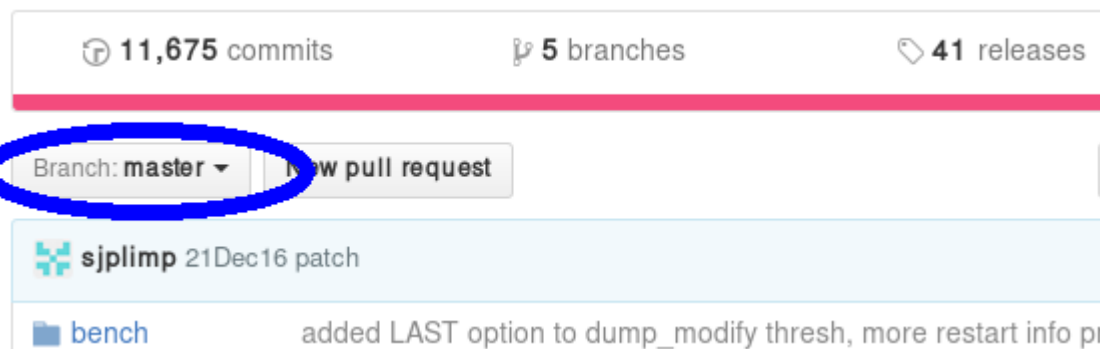 11,675 commits 5 branches 41 releases
Branch: master New pull request
sjplimp 21Dec16 patch
bench added LAST option to dump_modify thresh, more restart info